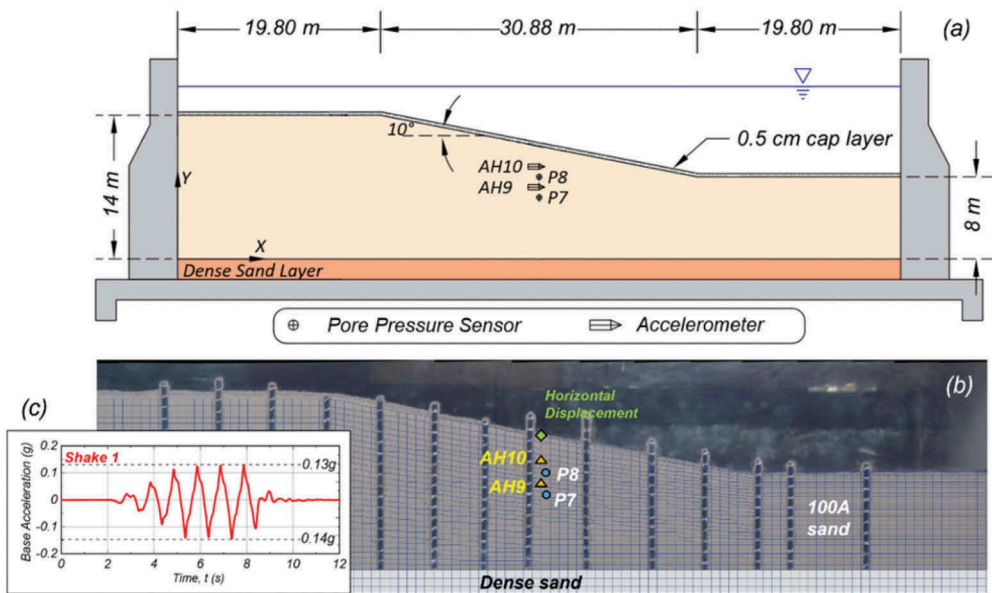 19.80 m
30.88 m
19.80 m
(a)
10°
0.5 cm cap layer
AH10
P8
AH9
P7
14 m
8 m
Y
X
Dense Sand Layer
Pore Pressure Sensor
Accelerometer
(b)
Horizontal
Displacement
AH10
P8
AH9
P7
100A
sand
Dense sand
(c)
Shake 1
0.2
0.1
0
-0.1
-0.2
0.13g
-0.14g
Base Acceleration (g)
0 2 4 6 8 10 12
Time, t (s)